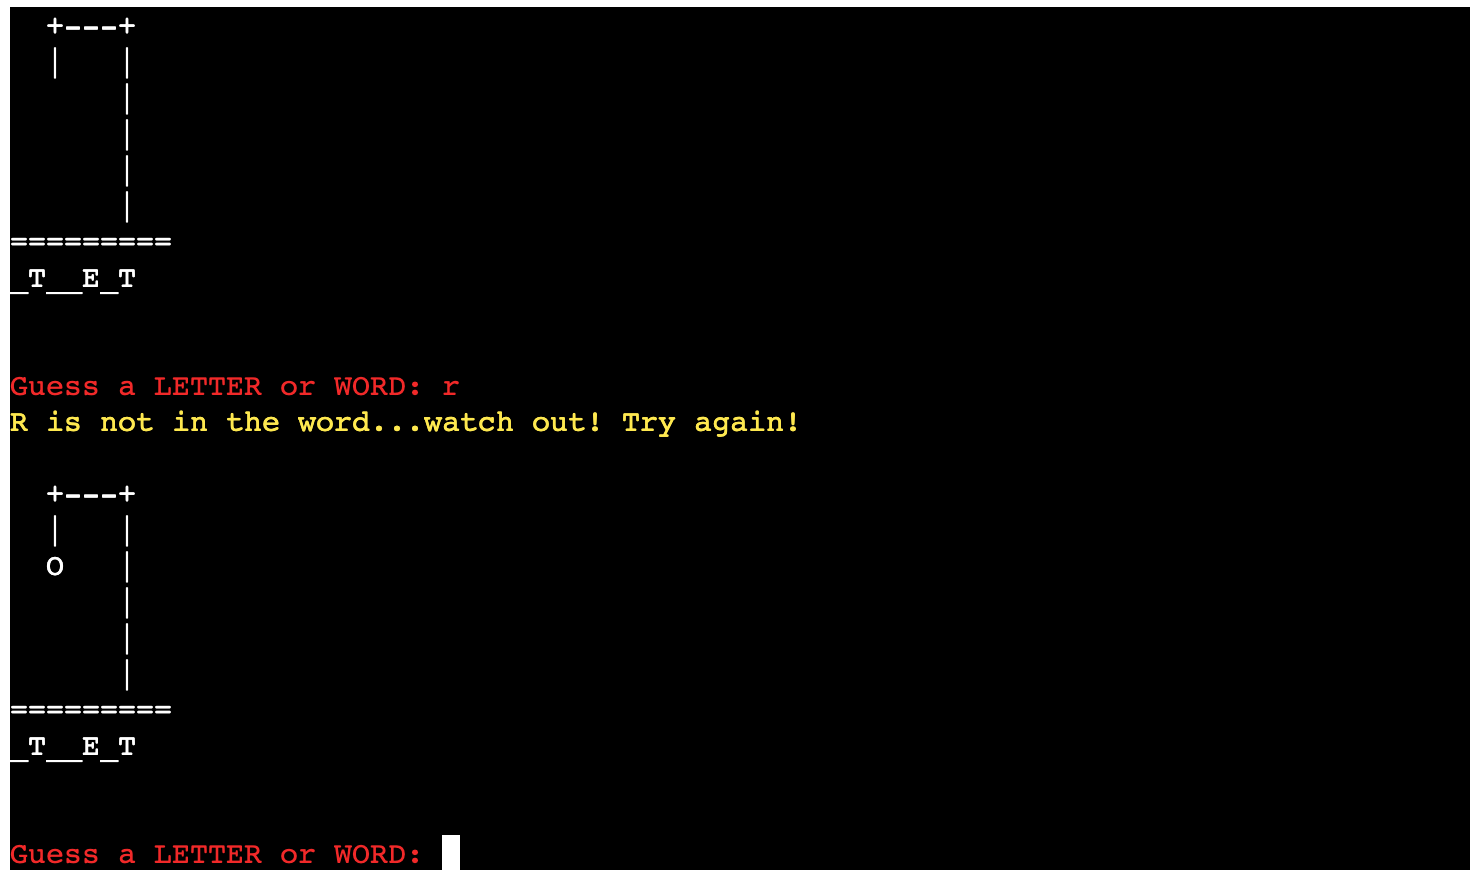 +---+
  |   |
      |
      |
      |
      |
=========
_T__E_T
Guess a LETTER or WORD: r
R is not in the word...watch out! Try again!
  +---+
  |   |
  O   |
      |
      |
      |
=========
_T__E_T
Guess a LETTER or WORD: